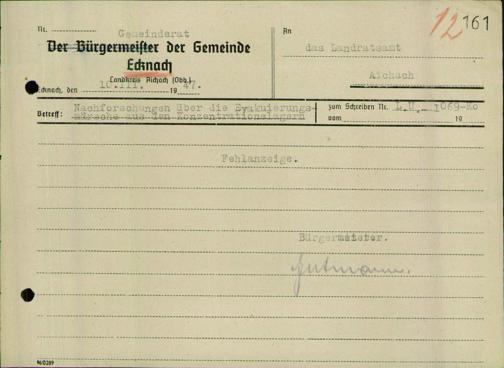 Nr.
Gemeinderat
Der Bürgermeister der Gemeinde
Ecknach
Landkreis Aichach (Obb.)
Ecknach, den 10.III. 1947.
An
das Landratsamt
Aichach
12 161
Betreff: Nachforschungen über die Evakuierungs-
märsche aus den Konzentrationslagern
zum Schreiben Nr. L.O. 1069-Ko
vom 19
Fehlanzeige.
Bürgermeister.
Gutmann.
M/0289